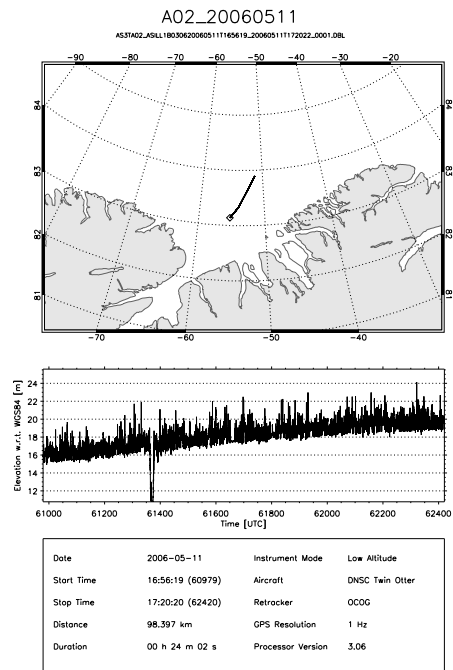 A02_20060511
AS3TA02_ASILL1B030620060511T165619_20060511T172022_0001.DBL
-90 -80 -70 -60 -50 -40 -30 -20 -10
84 84
83 83
82 82
81 81
-70 -60 -50 -40
24
22
20
18
16
14
12
Elevation w.r.t. WGS84 [m]
61000 61200 61400 61600 61800 62000 62200 62400
Time [UTC]
Date 2006-05-11 Instrument Mode Low Altitude
Start Time 16:56:19 (60979) Aircraft DNSC Twin Otter
Stop Time 17:20:20 (62420) Retracker OCOG
Distance 98.397 km GPS Resolution 1 Hz
Duration 00 h 24 m 02 s Processor Version 3.06